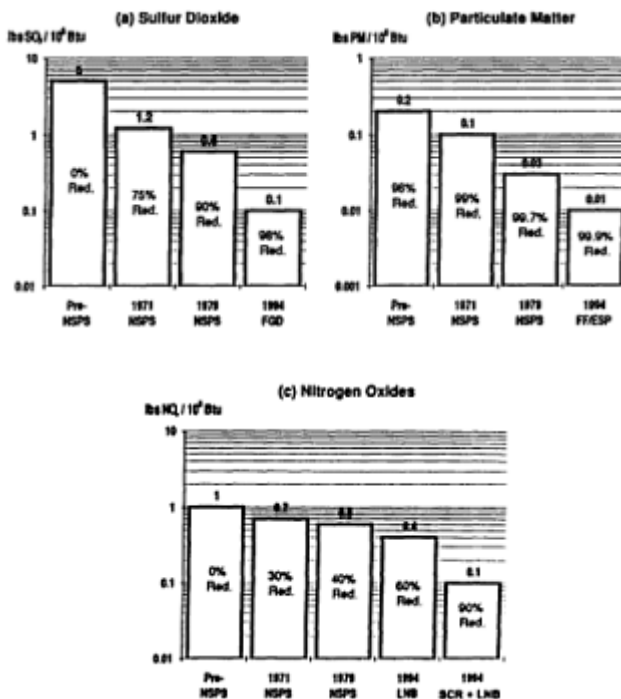 (a) Sulfur Dioxide
lbs SO₂ / 10⁶ Btu
10
1
0.1
0.01
5
1.2
0.6
0.1
0%
Red.
75%
Red.
90%
Red.
98%
Red.
Pre-
NSPS
1971
NSPS
1979
NSPS
1994
FGD
(b) Particulate Matter
lbs PM / 10⁶ Btu
1
0.1
0.01
0.001
0.2
0.1
0.03
0.01
98%
Red.
99%
Red.
99.7%
Red.
99.9%
Red.
Pre-
NSPS
1971
NSPS
1979
NSPS
1994
FF/ESP
(c) Nitrogen Oxides
lbs NOₓ / 10⁶ Btu
10
1
0.1
0.01
1
0.7
0.6
0.4
0.1
0%
Red.
30%
Red.
40%
Red.
60%
Red.
90%
Red.
Pre-
NSPS
1971
NSPS
1979
NSPS
1994
LNB
1994
SCR + LNB